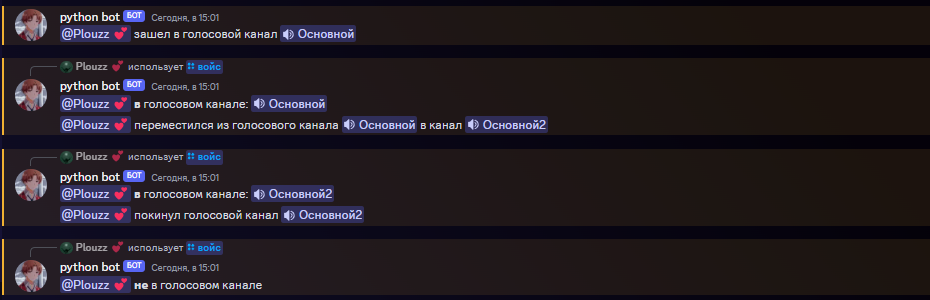 python bot БОТ Сегодня, в 15:01
@Plouzz 💕 зашел в голосовой канал Основной
Plouzz 💕 использует войс
python bot БОТ Сегодня, в 15:01
@Plouzz 💕 в голосовом канале: Основной
@Plouzz 💕 переместился из голосового канала Основной в канал Основной2
Plouzz 💕 использует войс
python bot БОТ Сегодня, в 15:01
@Plouzz 💕 в голосовом канале: Основной2
@Plouzz 💕 покинул голосовой канал Основной2
Plouzz 💕 использует войс
python bot БОТ Сегодня, в 15:01
@Plouzz 💕 не в голосовом канале